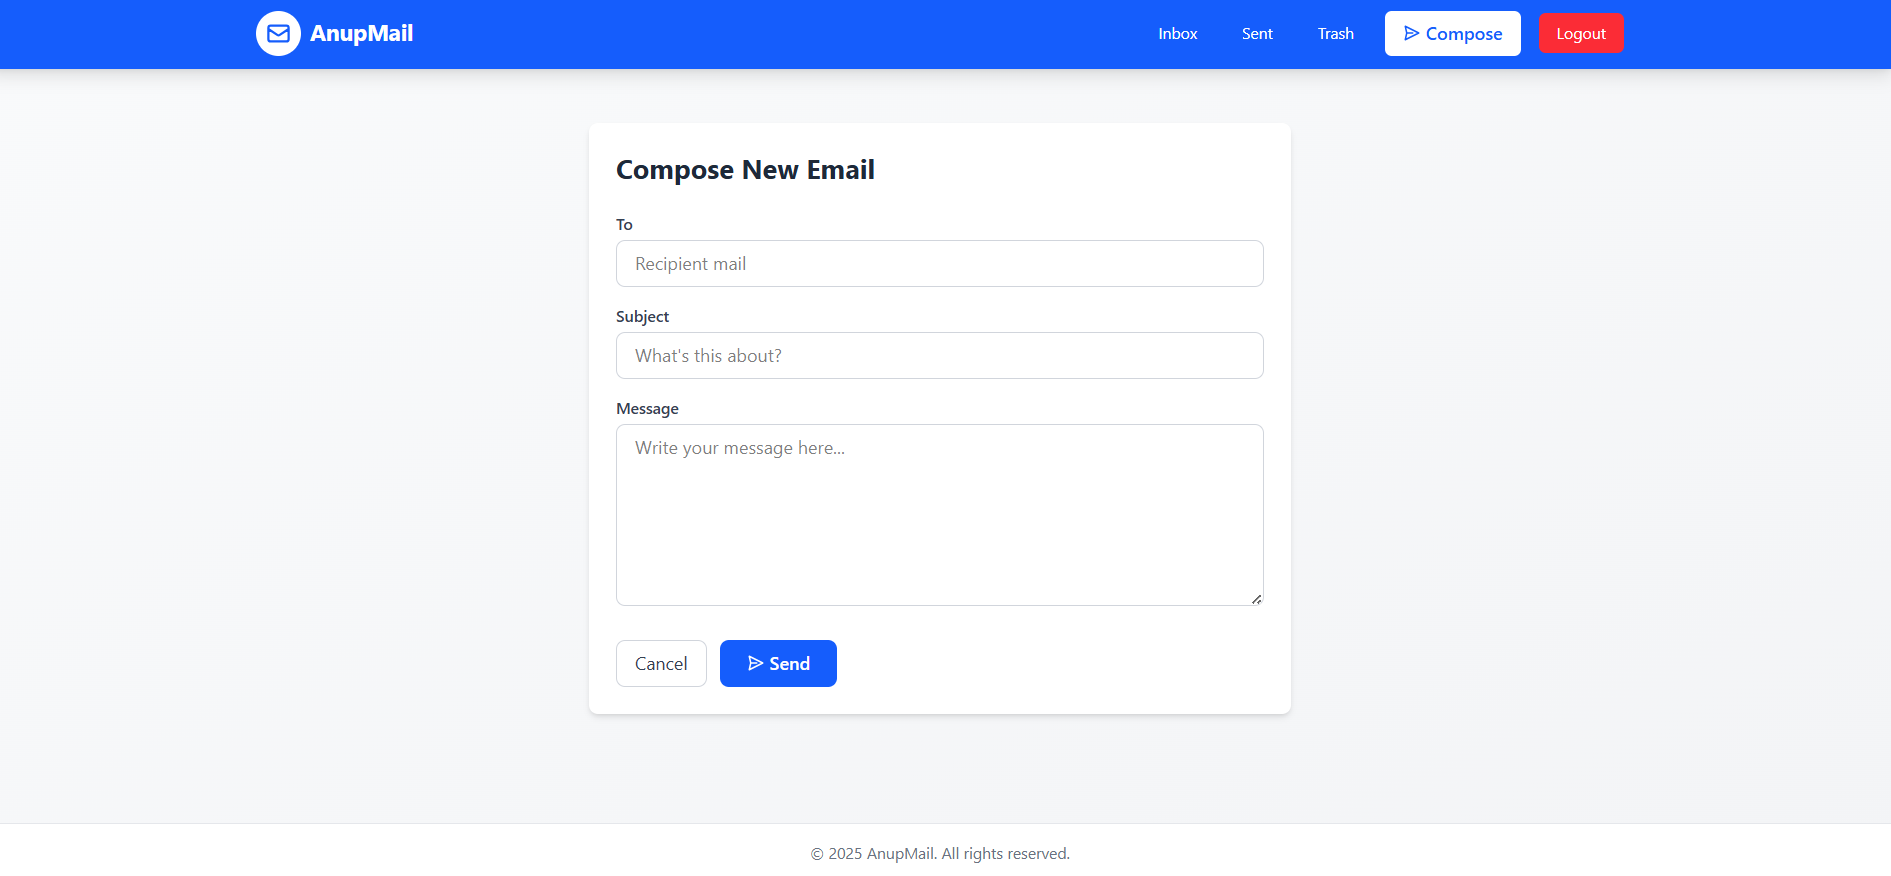 AnupMail
Inbox Sent Trash Compose Logout
Compose New Email
To
Recipient mail
Subject
What's this about?
Message
Write your message here...
Cancel Send
© 2025 AnupMail. All rights reserved.